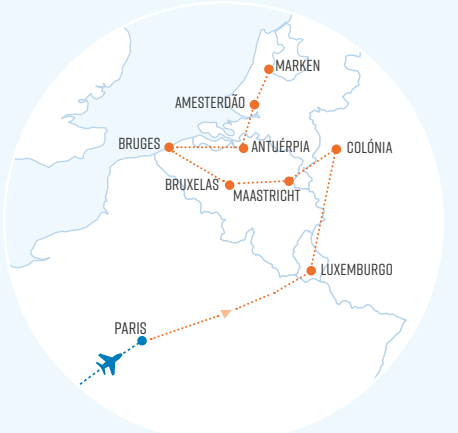 MARKEN
AMESTERDÃO
BRUGES
ANTUÉRPIA
COLÓNIA
BRUXELAS
MAASTRICHT
LUXEMBURGO
PARIS